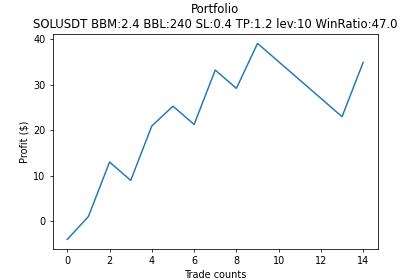 Portfolio
SOLUSDT BBM:2.4 BBL:240 SL:0.4 TP:1.2 lev:10 WinRatio:47.0
40
30
20
10
0
Profit ($)
0 2 4 6 8 10 12 14
Trade counts